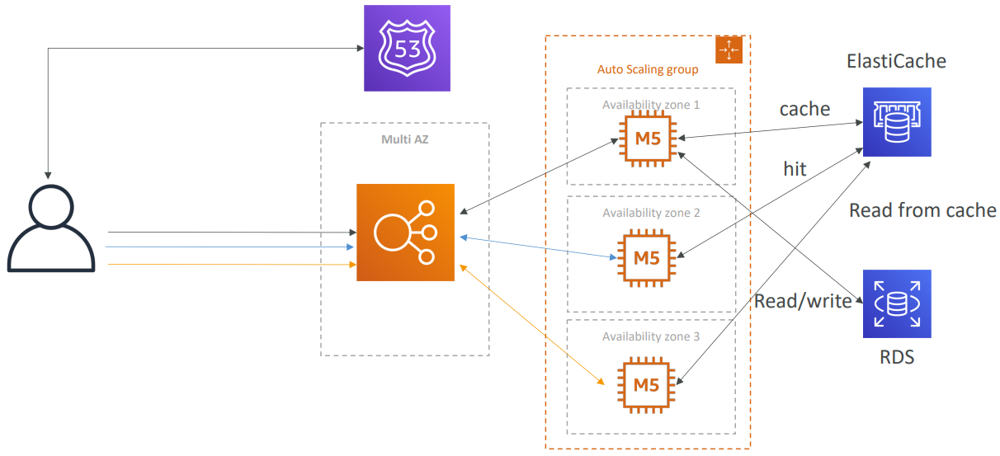 53
Auto Scaling group
ElastiCache
Multi AZ
Availability zone 1
M5
cache
hit
Availability zone 2
M5
Read from cache
Read/write
Availability zone 3
M5
RDS